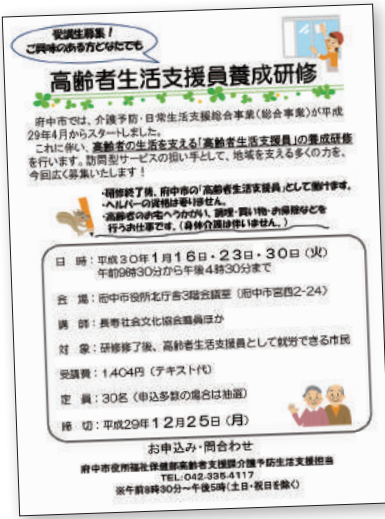 受講生募集！
ご興味のある方どなたでも
高齢者生活支援員養成研修
府中市では、介護予防・日常生活支援総合事業（総合事業）が平成
29年4月からスタートしました。
これに伴い、高齢者の生活を支える「高齢者生活支援員」の養成研修
を行います。訪問型サービスの担い手として、地域を支える多くの力を、
今回広く募集いたします！
・研修終了後、府中市の「高齢者生活支援員」として働けます。
・ヘルパーの資格は要りません。
・高齢者のお宅へうかがい、調理・買い物・お掃除などを
行うお仕事です。（身体介護は伴いません。）
日 時：平成30年1月16日・23日・30日（火）
午前9時30分から午後4時30分まで
会 場：府中市役所北庁舎3階会議室（府中市宮西2-24）
講 師：長寿社会文化協会職員ほか
対 象：研修修了後、高齢者生活支援員として就労できる市民
受講費：1,404円（テキスト代）
定 員：30名（申込多数の場合は抽選）
締 切：平成29年12月25日（月）
お申込み・問合わせ
府中市役所福祉保健部高齢者支援課介護予防生活支援担当
TEL：042-335-4117
※午前8時30分～午後5時（土日・祝日を除く）